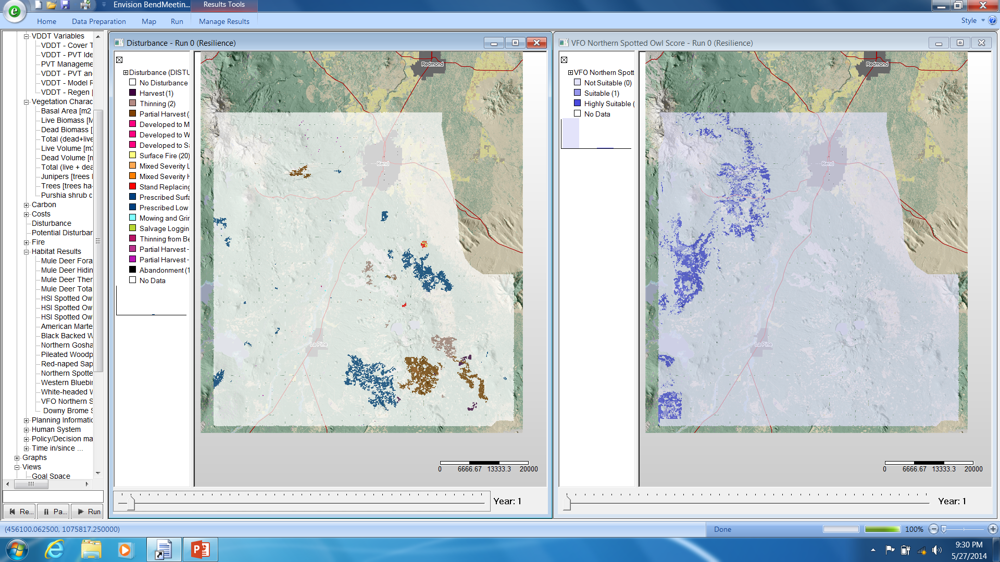 Envision BendMeetin...
Results Tools
Home
Data Preparation
Map
Run
Manage Results
Style
VDDT Variables
VDDT - Cover T
VDDT - PVT Ide
PVT Manageme
VDDT - PVT an
VDDT - Model R
VDDT - Regen [
Vegetation Charac
Basal Area [m2
Live Biomass [M
Dead Biomass [
Total (dead+live
Live Volume [m3
Dead Volume [m
Total (live + dea
Junipers [trees h
Trees [trees ha-
Purshia shrub c
Carbon
Costs
Disturbance
Potential Disturban
Fire
Habitat Results
Mule Deer Fora
Mule Deer Hidin
Mule Deer Ther
Mule Deer Tota
HSI Spotted Ow
HSI Spotted Ow
HSI Spotted Ow
American Marte
Black Backed W
Northern Gosha
Pileated Woodp
Red-naped Sap
Northern Spotte
Western Bluebir
White-headed W
VFO Northern S
Downy Brome S
Planning Informatio
Human System
Policy/Decision ma
Time in/since ...
Graphs
Views
Goal Space
Re...
Pa...
Run
Disturbance - Run 0 (Resilience)
Disturbance (DISTU
No Disturbance
Harvest (1)
Thinning (2)
Partial Harvest (
Developed to M
Developed to W
Developed to Sa
Surface Fire (20)
Mixed Severity L
Mixed Severity H
Stand Replacing
Prescribed Surfa
Prescribed Low
Mowing and Grin
Salvage Loggin
Thinning from Be
Partial Harvest -
Partial Harvest -
Abandonment (1
No Data
Redmond
Bend
La Pine
0 6666.67 13333.3 20000
Year: 1
VFO Northern Spotted Owl Score - Run 0 (Resilience)
VFO Northern Spott
Not Suitable (0)
Suitable (1)
Highly Suitable (
No Data
Redmond
Bend
La Pine
0 6666.67 13333.3 20000
Year: 1
(456100.062500, 1075817.250000)
Done
100%
9:30 PM
5/27/2014